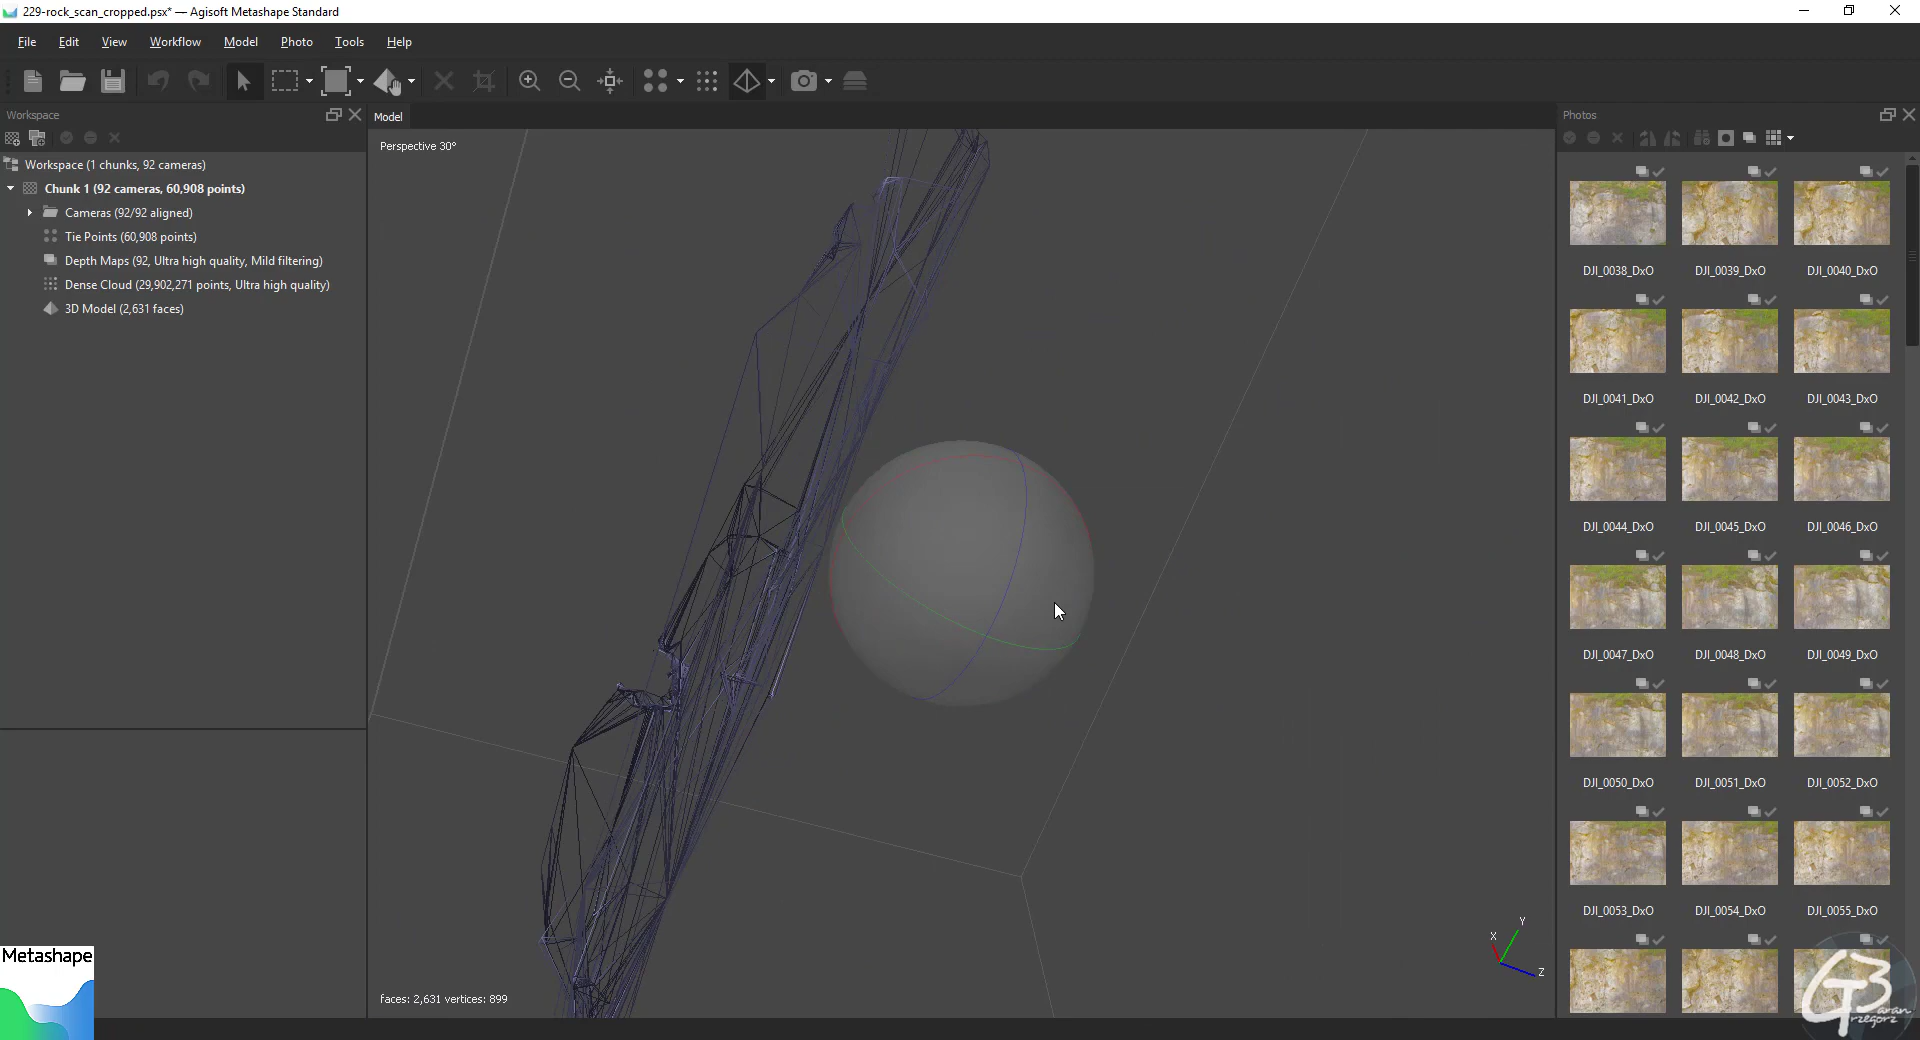 229-rock_scan_cropped.psx* — Agisoft Metashape Standard
File Edit View Workflow Model Photo Tools Help
Workspace
Workspace (1 chunks, 92 cameras)
Chunk 1 (92 cameras, 60,908 points)
Cameras (92/92 aligned)
Tie Points (60,908 points)
Depth Maps (92, Ultra high quality, Mild filtering)
Dense Cloud (29,902,271 points, Ultra high quality)
3D Model (2,631 faces)
Metashape
Model
Perspective 30°
X
Y
Z
faces: 2,631 vertices: 899
Photos
DJI_0038_DxO DJI_0039_DxO DJI_0040_DxO
DJI_0041_DxO DJI_0042_DxO DJI_0043_DxO
DJI_0044_DxO DJI_0045_DxO DJI_0046_DxO
DJI_0047_DxO DJI_0048_DxO DJI_0049_DxO
DJI_0050_DxO DJI_0051_DxO DJI_0052_DxO
DJI_0053_DxO DJI_0054_DxO DJI_0055_DxO